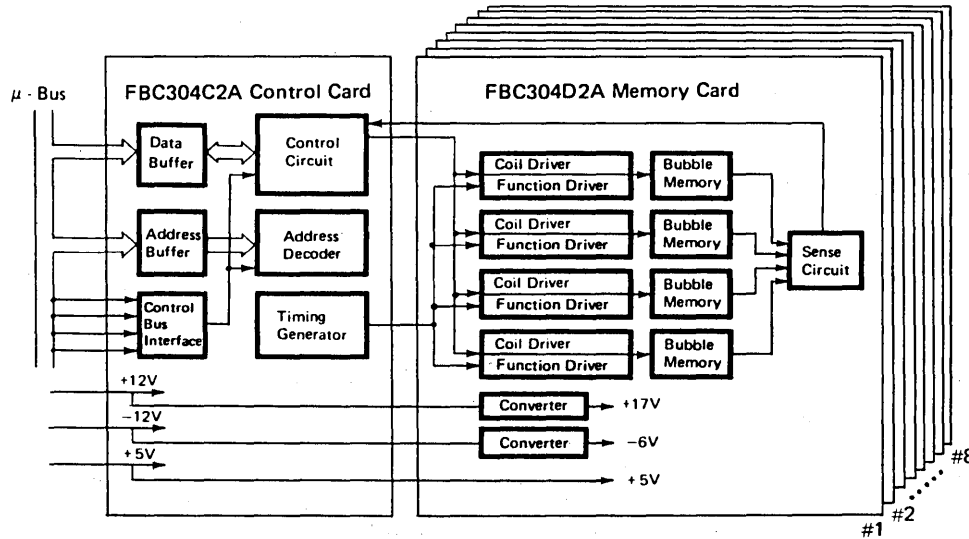 μ - Bus
FBC304C2A Control Card
Data
Buffer
Control
Circuit
Address
Buffer
Address
Decoder
Control
Bus
Interface
Timing
Generator
+12V
−12V
+5V
FBC304D2A Memory Card
Coil Driver
Function Driver
Bubble
Memory
Coil Driver
Function Driver
Bubble
Memory
Coil Driver
Function Driver
Bubble
Memory
Coil Driver
Function Driver
Bubble
Memory
Sense
Circuit
Converter
+17V
Converter
−6V
+5V
#1
#2
#8